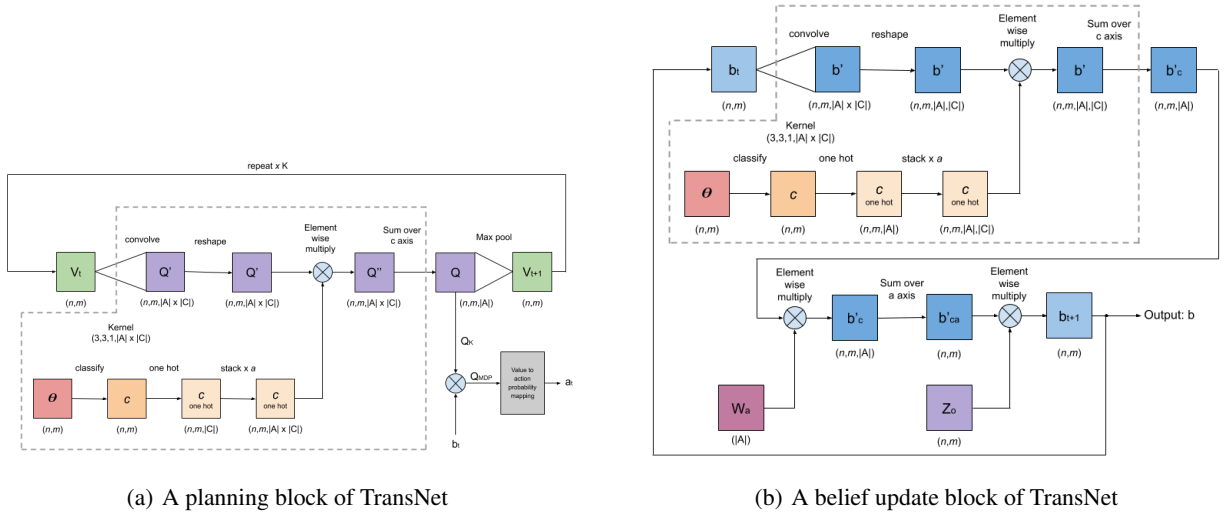 repeat x K
convolve
reshape
Element
wise
multiply
Sum over
c axis
Max pool
Vt
Q'
Q'
Q''
Q
Vt+1
(n,m)
(n,m,|A| x |C|)
(n,m,|A| x |C|)
(n,m,|A| x |C|)
(n,m,|A|)
(n,m)
Kernel
(3,3,1,|A| x |C|)
classify
one hot
stack x a
QK
θ
c
c
one hot
c
one hot
QMDP
Value to
action
probability
mapping
at
(n,m)
(n,m)
(n,m,|C|)
(n,m,|A| x |C|)
bt
(a) A planning block of TransNet
convolve
reshape
Element
wise
multiply
Sum over
c axis
bt
b'
b'
b'
b'c
(n,m)
(n,m,|A| x |C|)
(n,m,|A|,|C|)
(n,m,|A|,|C|)
(n,m,|A|)
Kernel
(3,3,1,|A| x |C|)
classify
one hot
stack x a
θ
c
c
one hot
c
one hot
(n,m)
(n,m)
(n,m,|A|)
(n,m,|A|,|C|)
Element
wise
multiply
Sum over
a axis
Element
wise
multiply
b'c
b'ca
bt+1
Output: b
(n,m,|A|)
(n,m)
(n,m)
Wa
Zo
(|A|)
(n,m)
(b) A belief update block of TransNet